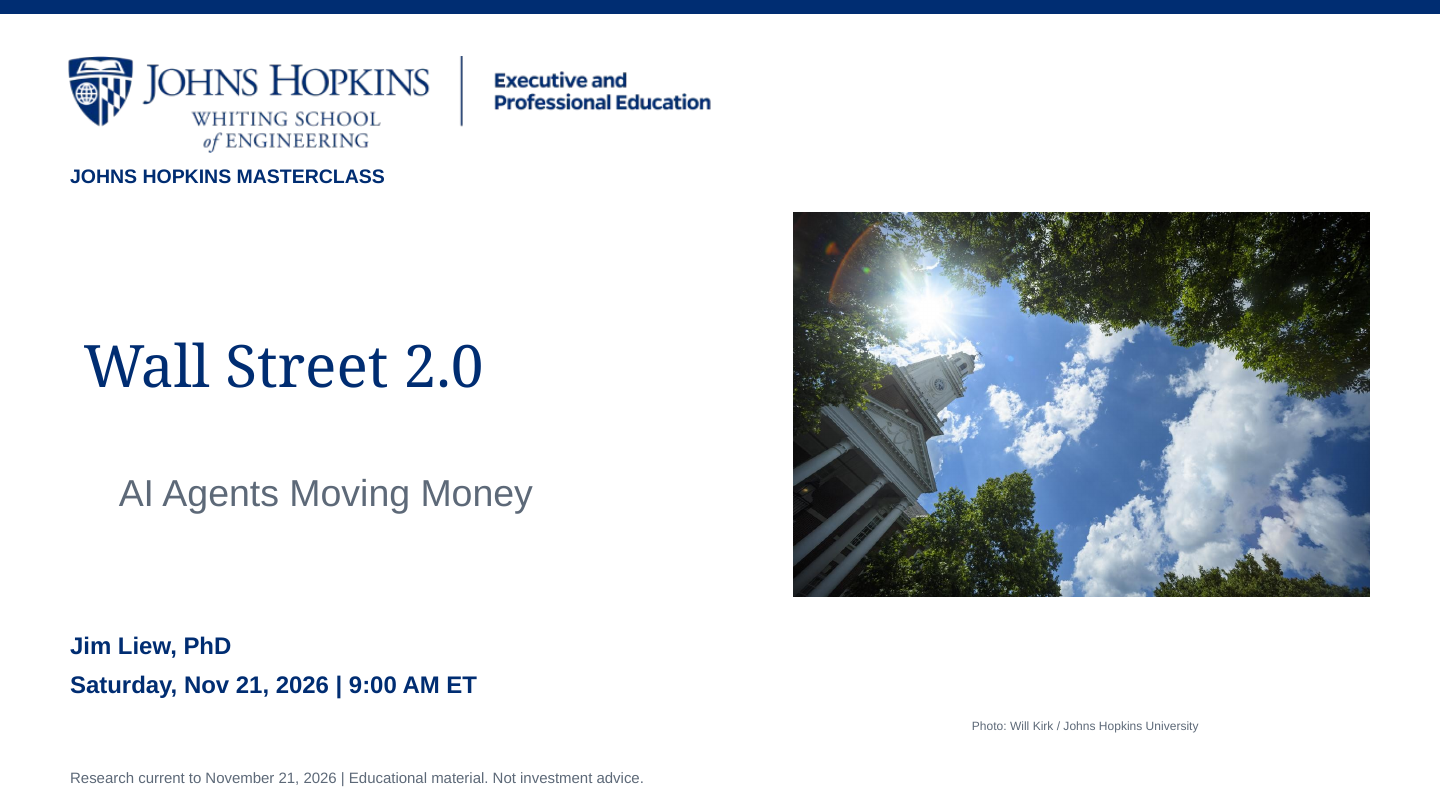 JOHNS HOPKINS
WHITING SCHOOL
of ENGINEERING
Executive and
Professional Education
JOHNS HOPKINS MASTERCLASS
Wall Street 2.0
AI Agents Moving Money
Jim Liew, PhD
Saturday, Nov 21, 2026 | 9:00 AM ET
Photo: Will Kirk / Johns Hopkins University
Research current to November 21, 2026 | Educational material. Not investment advice.